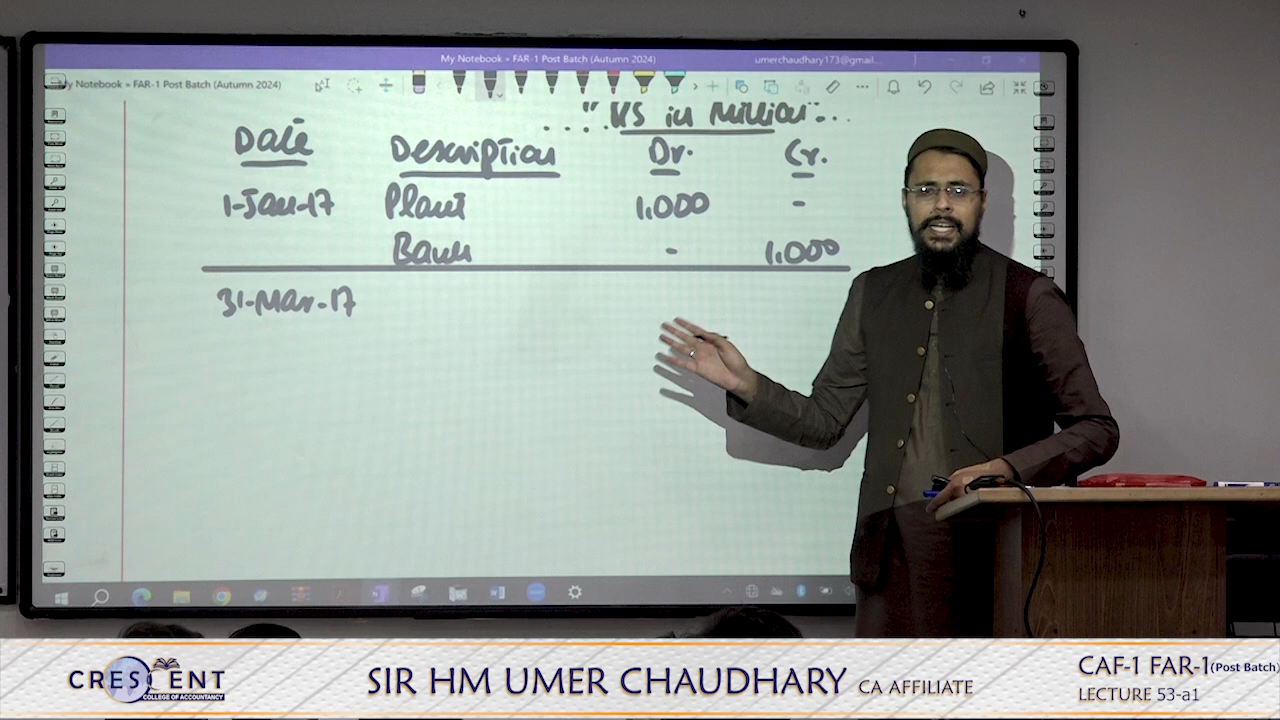 My Notebook » FAR-1 Post Batch (Autumn 2024)
umerchaudhary173@gmail...
My Notebook » FAR-1 Post Batch (Autumn 2024)
...." RS in Million"...
Date Description Dr. Cr.
1-Jan-17 Plant 1,000 -
Bank - 1,000
31-Mar-17
CRESCENT
COLLEGE OF ACCOUNTANCY
SIR HM UMER CHAUDHARY CA AFFILIATE
CAF-1 FAR-1 (Post Batch)
LECTURE 53-a1